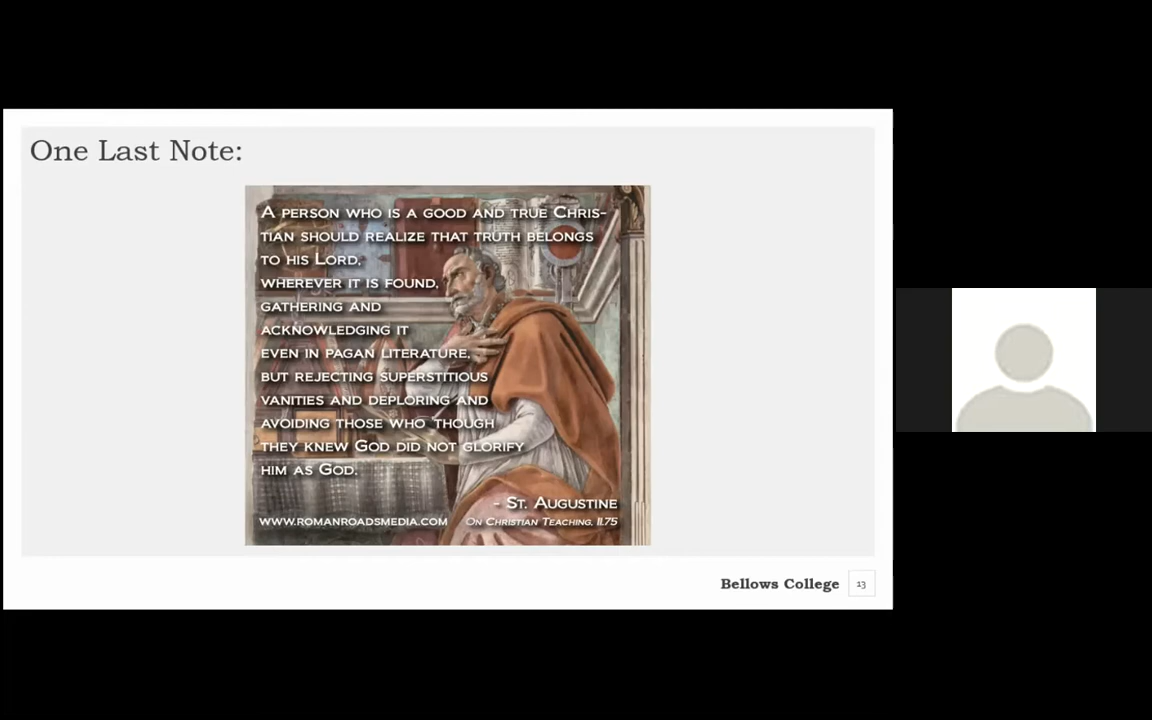 One Last Note:
A PERSON WHO IS A GOOD AND TRUE CHRIS-
TIAN SHOULD REALIZE THAT TRUTH BELONGS
TO HIS LORD,
WHEREVER IT IS FOUND,
GATHERING AND
ACKNOWLEDGING IT
EVEN IN PAGAN LITERATURE,
BUT REJECTING SUPERSTITIOUS
VANITIES AND DEPLORING AND
AVOIDING THOSE WHO THOUGH
THEY KNEW GOD DID NOT GLORIFY
HIM AS GOD.
- ST. AUGUSTINE
WWW.ROMANROADSMEDIA.COM ON CHRISTIAN TEACHING, II.75
Bellows College 13